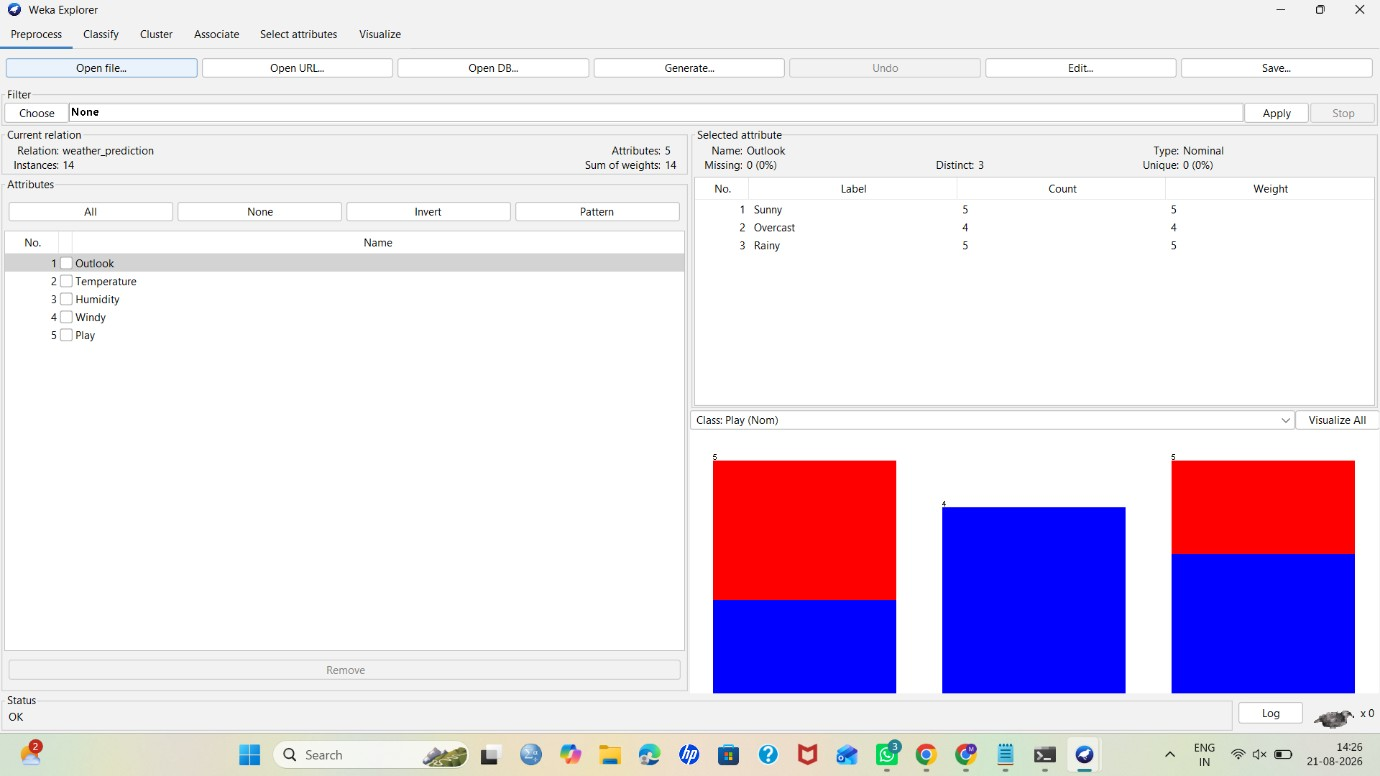 Weka Explorer
Preprocess Classify Cluster Associate Select attributes Visualize
Open file... Open URL... Open DB... Generate... Undo Edit... Save...
Filter
Choose None Apply Stop
Current relation
Relation: weather_prediction Attributes: 5
Instances: 14 Sum of weights: 14
Attributes
All None Invert Pattern
No. Name
1 Outlook
2 Temperature
3 Humidity
4 Windy
5 Play
Remove
Selected attribute
Name: Outlook Type: Nominal
Missing: 0 (0%) Distinct: 3 Unique: 0 (0%)
No. Label Count Weight
1 Sunny 5 5
2 Overcast 4 4
3 Rainy 5 5
Class: Play (Nom) Visualize All
5 4 5
Status
OK
Log x 0
2 Search hp 3 M ENG 14:26
IN 21-08-2026